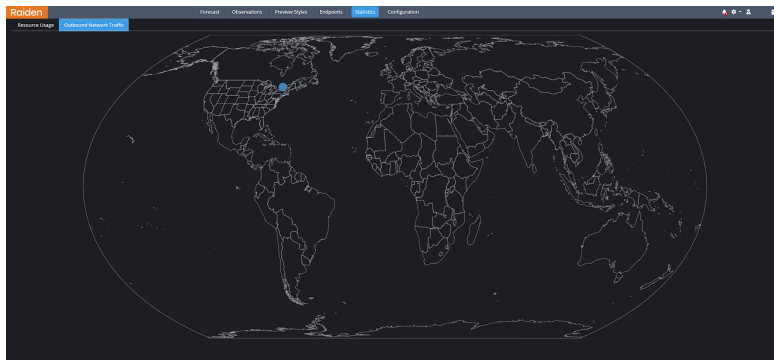 Raiden
Forecast Observations Preview Styles Endpoints Statistics Configuration
Resource Usage Outbound Network Traffic